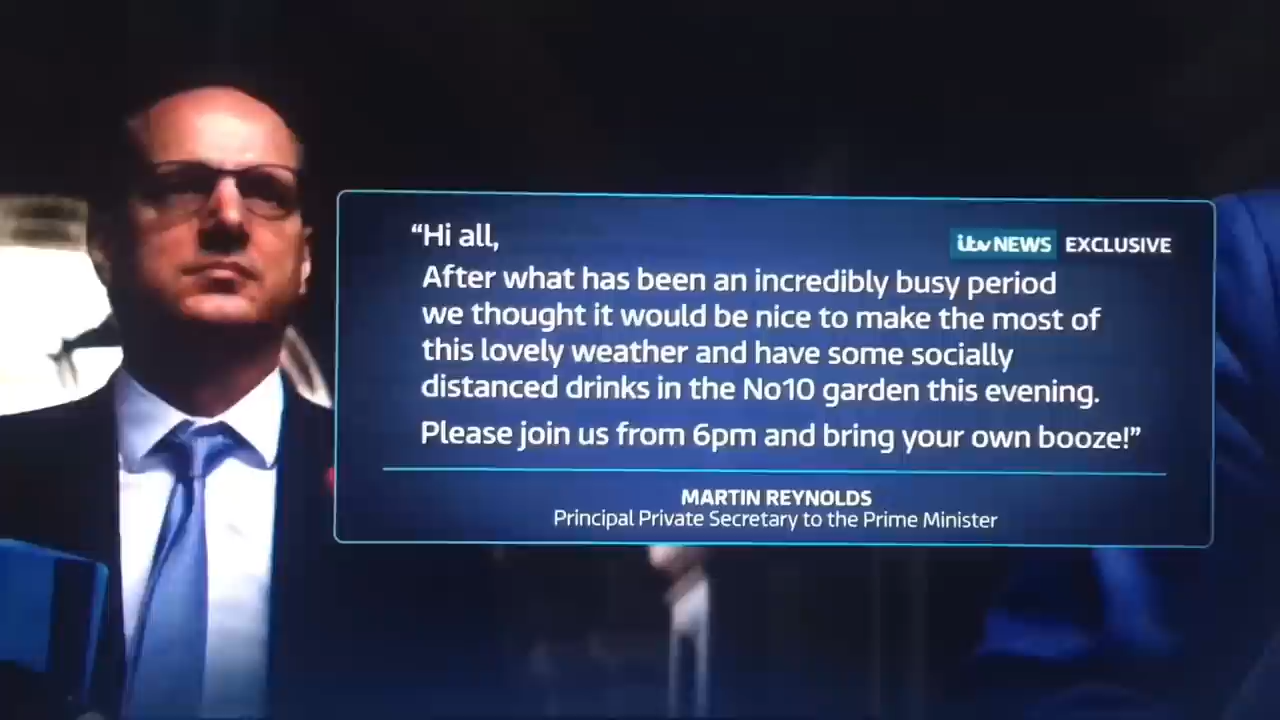 “Hi all,
itv NEWS EXCLUSIVE
After what has been an incredibly busy period
we thought it would be nice to make the most of
this lovely weather and have some socially
distanced drinks in the No10 garden this evening.
Please join us from 6pm and bring your own booze!”
MARTIN REYNOLDS
Principal Private Secretary to the Prime Minister